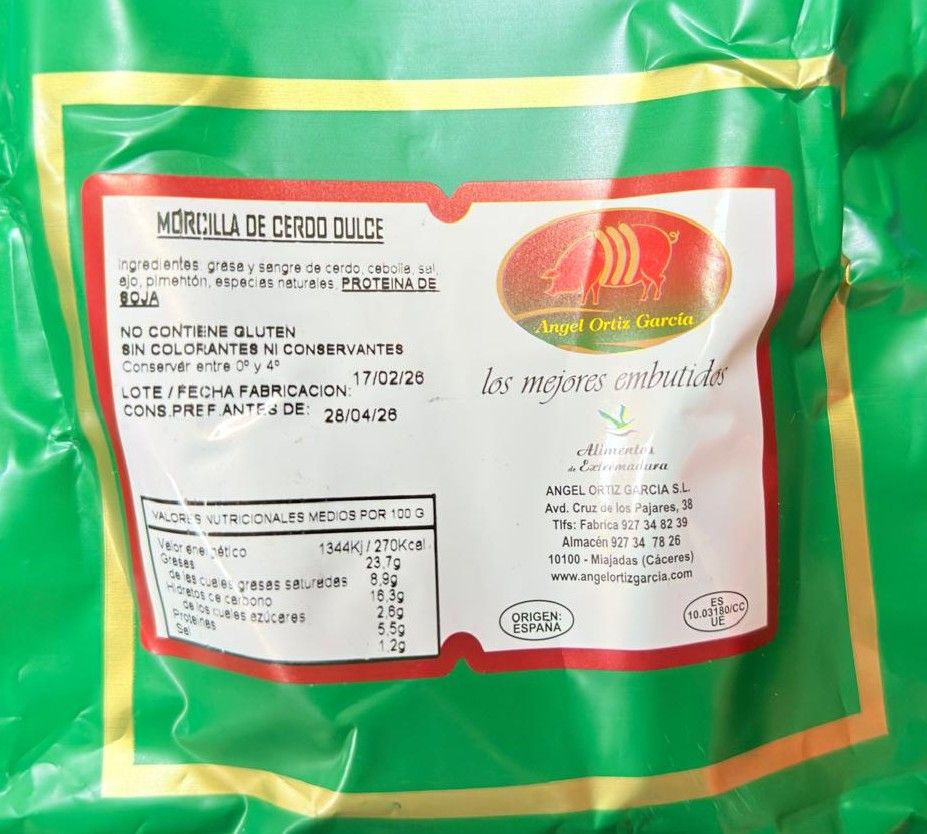 MORCILLA DE CERDO DULCE
Ingredientes: grasa y sangre de cerdo, cebolla, sal,
ajo, pimentón, especias naturales, PROTEINA DE
SOJA
NO CONTIENE GLUTEN
SIN COLORANTES NI CONSERVANTES
Conservar entre 0º y 4º
LOTE / FECHA FABRICACION: 17/02/26
CONS.PREF.ANTES DE: 28/04/26
VALORES NUTRICIONALES MEDIOS POR 100 G
Valor energético 1344Kj / 270Kcal
Grasas 23,7g
de las cuales grasas saturadas 8,9g
Hidratos de carbono 16,3g
de los cuales azúcares 2,6g
Proteinas 5,5g
Sal 1,2g
Angel Ortiz García
los mejores embutidos
Alimentos
de Extremadura
ANGEL ORTIZ GARCIA S.L.
Avd. Cruz de los Pajares, 38
Tlfs: Fabrica 927 34 82 39
Almacén 927 34 78 26
10100 - Miajadas (Cáceres)
www.angelortizgarcia.com
ORIGEN:
ESPAÑA
ES
10.03180/CC
UE